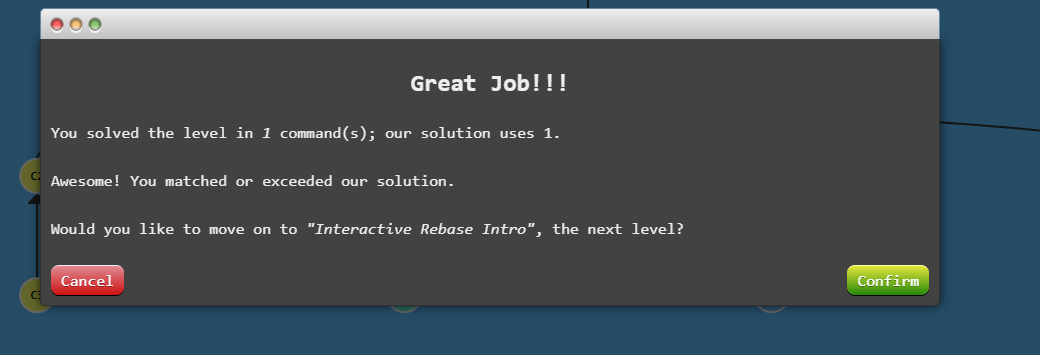 Great Job!!!
You solved the level in 1 command(s); our solution uses 1.
Awesome! You matched or exceeded our solution.
Would you like to move on to "Interactive Rebase Intro", the next level?
Cancel
Confirm